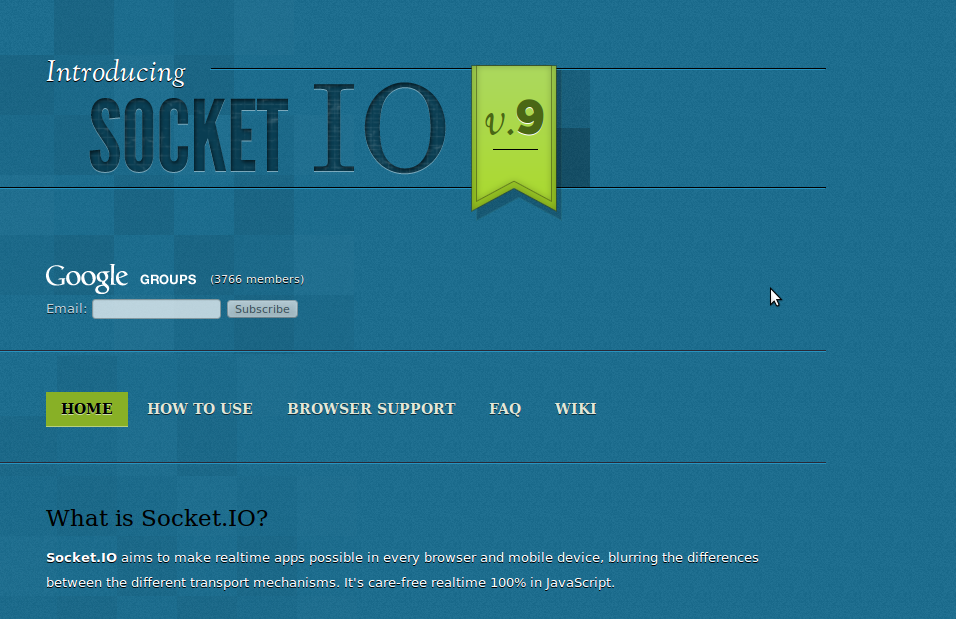 Introducing
SOCKET IO v.9
Google GROUPS (3766 members)
Email: Subscribe
HOME HOW TO USE BROWSER SUPPORT FAQ WIKI
What is Socket.IO?
Socket.IO aims to make realtime apps possible in every browser and mobile device, blurring the differences
between the different transport mechanisms. It's care-free realtime 100% in JavaScript.